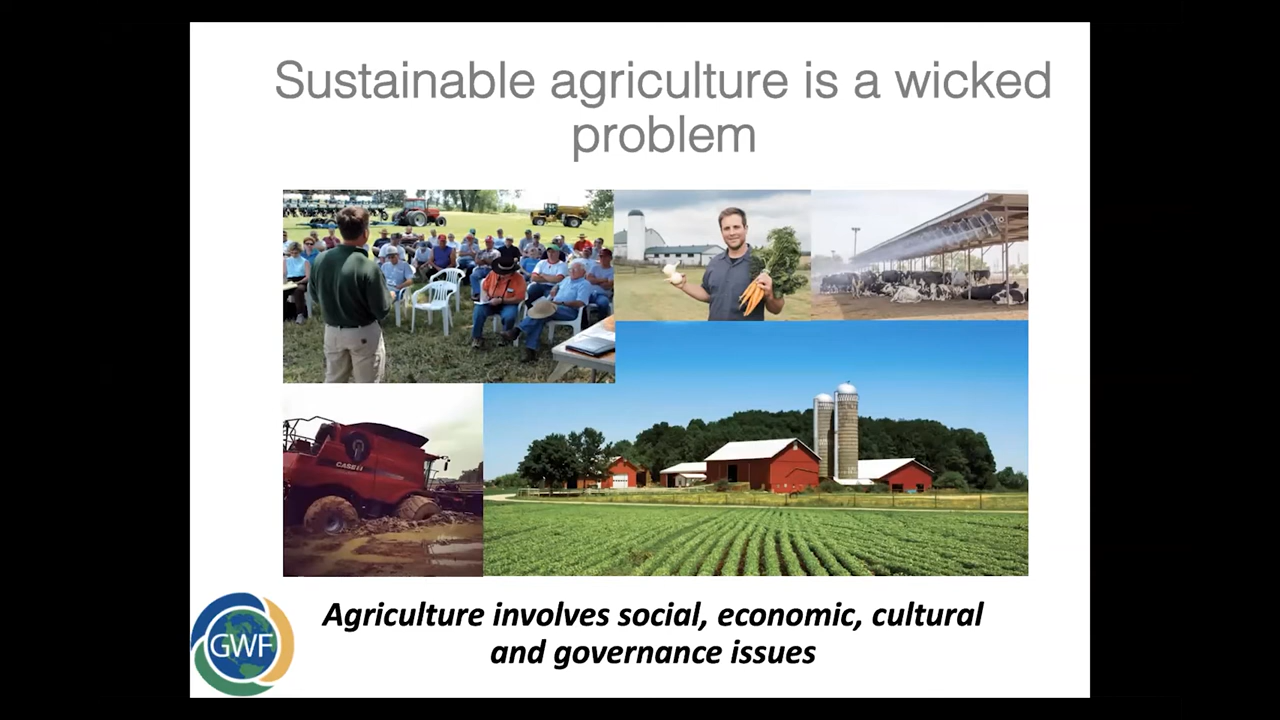 Sustainable agriculture is a wicked
problem
CASE IH
Agriculture involves social, economic, cultural
and governance issues
GWF